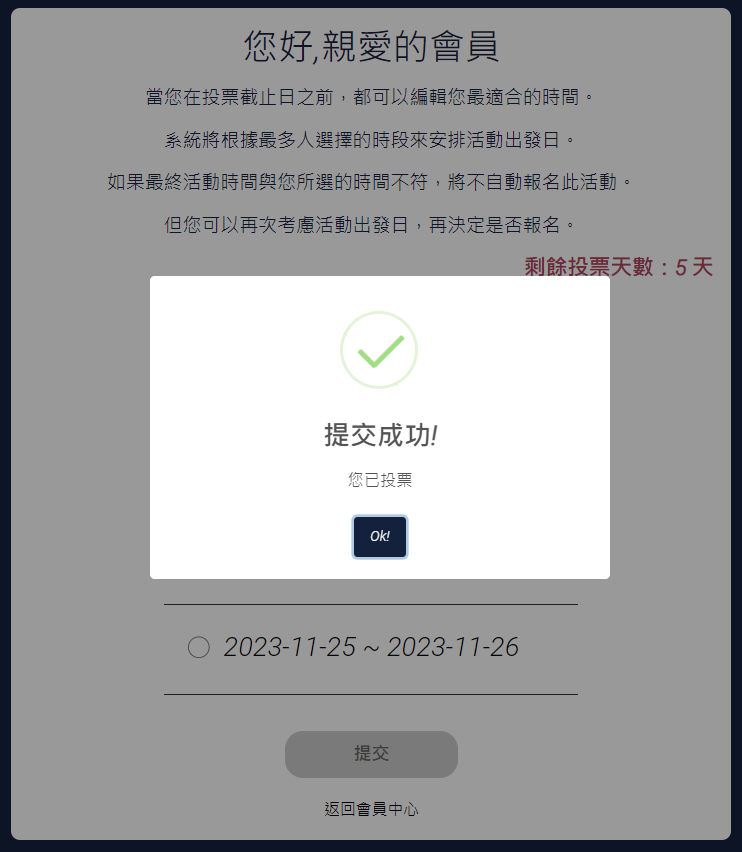 您好,親愛的會員
當您在投票截止日之前，都可以編輯您最適合的時間。
系統將根據最多人選擇的時段來安排活動出發日。
如果最終活動時間與您所選的時間不符，將不自動報名此活動。
但您可以再次考慮活動出發日，再決定是否報名。
剩餘投票天數：5 天
提交成功!
您已投票
Ok!
2023-11-25 ~ 2023-11-26
提交
返回會員中心